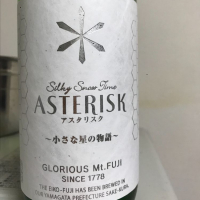 Silky Snow Time
ASTERISK
アスタリスク
～小さな星の物語～
GLORIOUS Mt.FUJI
SINCE 1778
THE EIKO-FUJI HAS BEEN BREWED IN
YAMAGATA PREFECTURE SAKE-